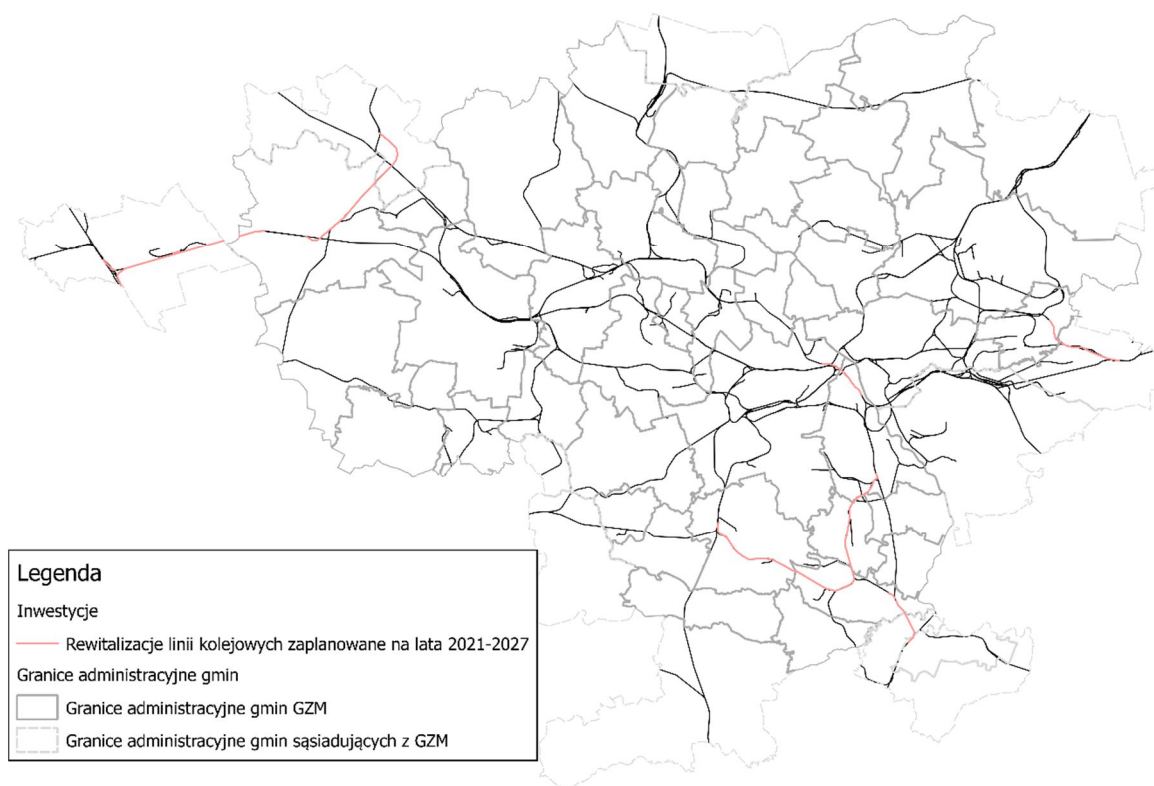 Legenda
Inwestycje
Rewitalizacje linii kolejowych zaplanowane na lata 2021-2027
Granice administracyjne gmin
Granice administracyjne gmin GZM
Granice administracyjne gmin sąsiadujących z GZM